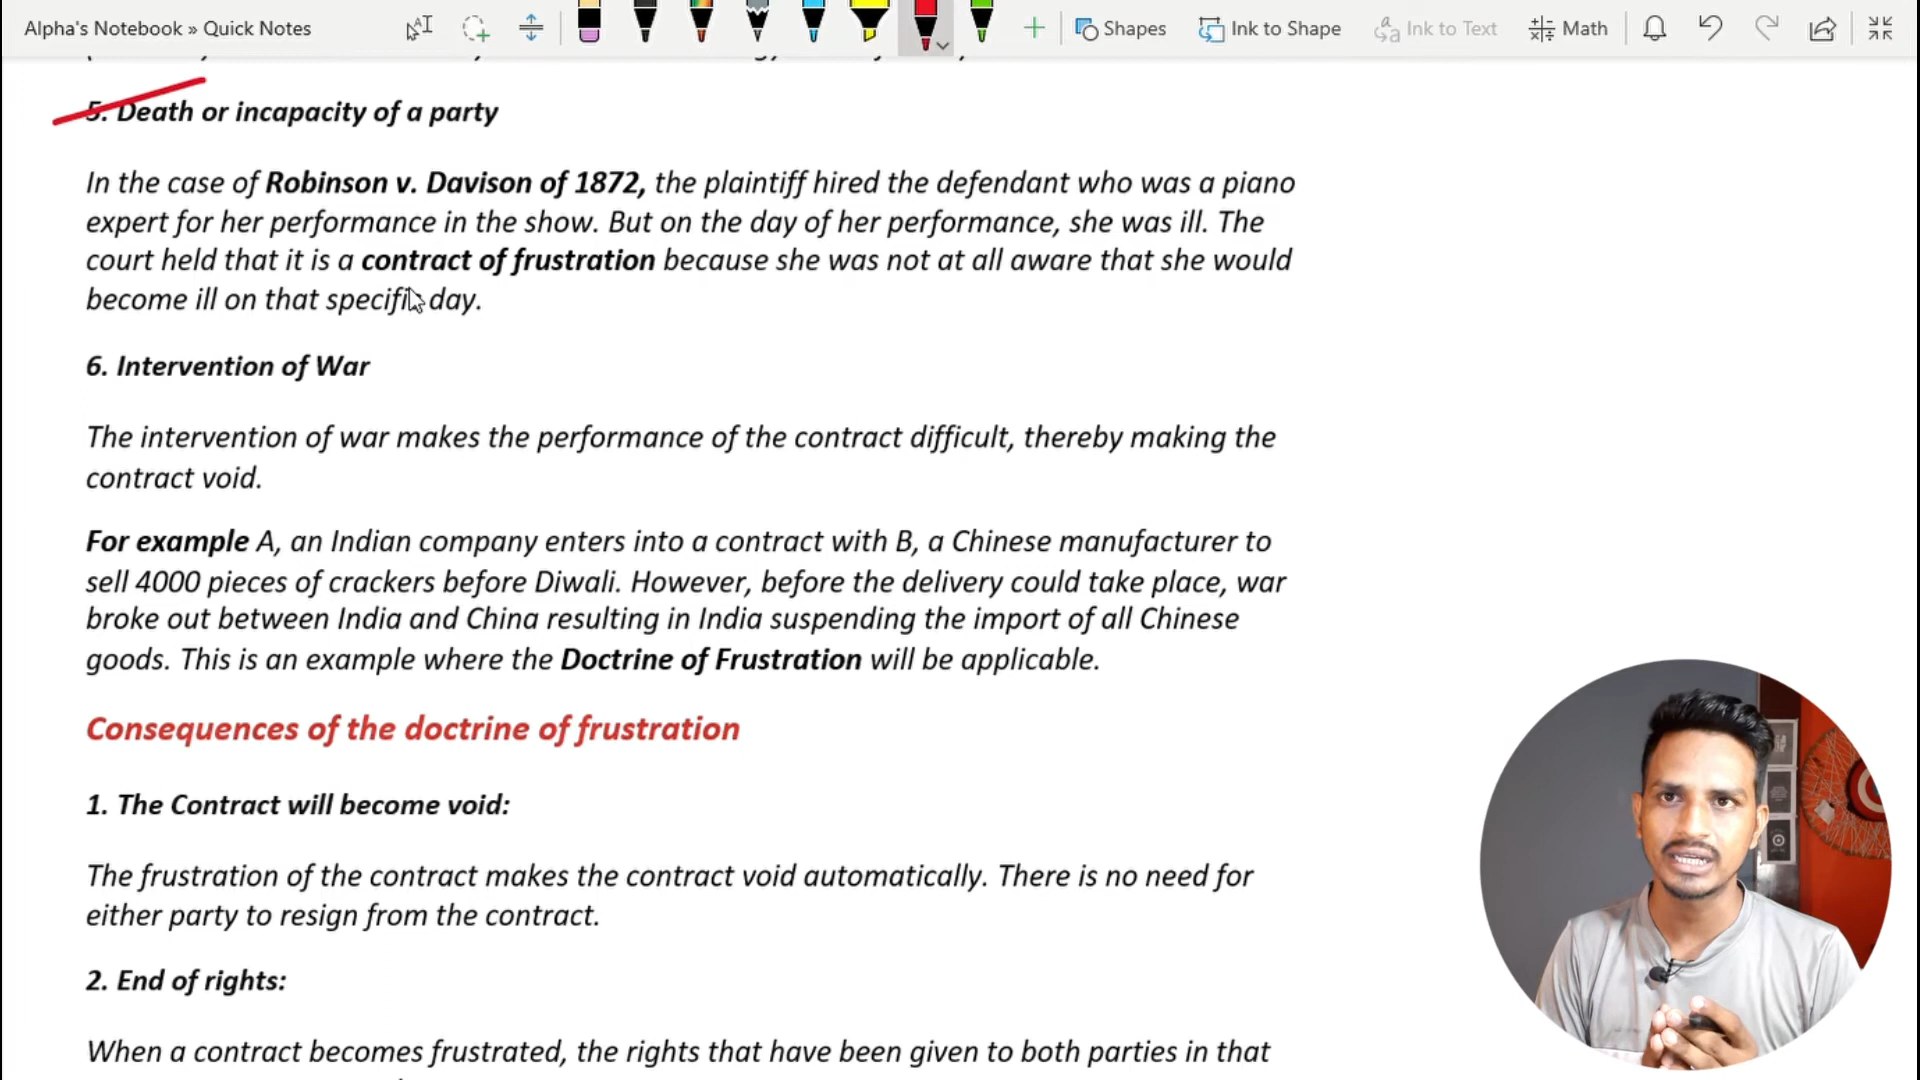 Alpha's Notebook » Quick Notes
Shapes
Ink to Shape
Ink to Text
Math
5. Death or incapacity of a party
In the case of Robinson v. Davison of 1872, the plaintiff hired the defendant who was a piano
expert for her performance in the show. But on the day of her performance, she was ill. The
court held that it is a contract of frustration because she was not at all aware that she would
become ill on that specific day.
6. Intervention of War
The intervention of war makes the performance of the contract difficult, thereby making the
contract void.
For example A, an Indian company enters into a contract with B, a Chinese manufacturer to
sell 4000 pieces of crackers before Diwali. However, before the delivery could take place, war
broke out between India and China resulting in India suspending the import of all Chinese
goods. This is an example where the Doctrine of Frustration will be applicable.
Consequences of the doctrine of frustration
1. The Contract will become void:
The frustration of the contract makes the contract void automatically. There is no need for
either party to resign from the contract.
2. End of rights:
When a contract becomes frustrated, the rights that have been given to both parties in that